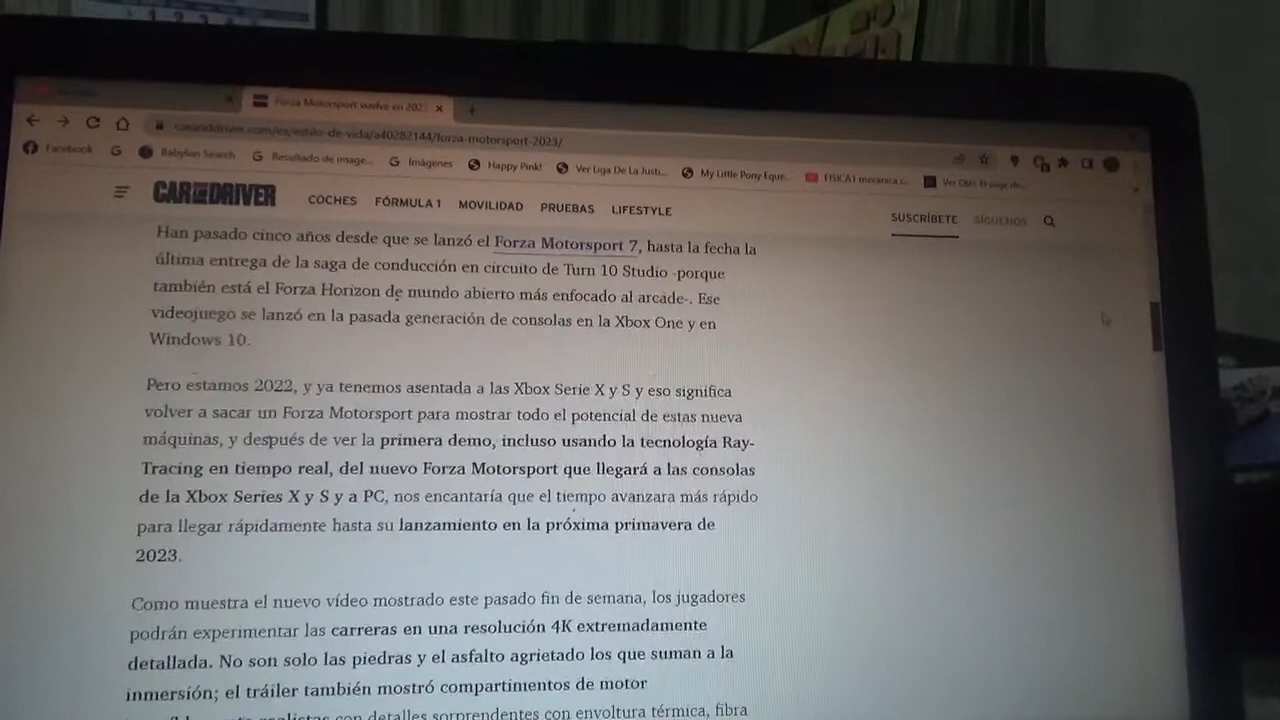 Forza Motorsport vuelve en 202
caranddriver.com/es/estilo-de-vida/a40282144/forza-motorsport-2023/
Facebook
Babylon Search
Resultado de image...
Imágenes
Happy Pink!
Ver Liga De La Justi...
My Little Pony Eque...
FISICA1 mecanica c...
CAR AND DRIVER
COCHES
FÓRMULA 1
MOVILIDAD
PRUEBAS
LIFESTYLE
SUSCRÍBETE
SÍGUENOS
Han pasado cinco años desde que se lanzó el Forza Motorsport 7, hasta la fecha la
última entrega de la saga de conducción en circuito de Turn 10 Studio -porque
también está el Forza Horizon de mundo abierto más enfocado al arcade-. Ese
videojuego se lanzó en la pasada generación de consolas en la Xbox One y en
Windows 10.
Pero estamos 2022, y ya tenemos asentada a las Xbox Serie X y S y eso significa
volver a sacar un Forza Motorsport para mostrar todo el potencial de estas nueva
máquinas, y después de ver la primera demo, incluso usando la tecnología Ray-
Tracing en tiempo real, del nuevo Forza Motorsport que llegará a las consolas
de la Xbox Series X y S y a PC, nos encantaría que el tiempo avanzara más rápido
para llegar rápidamente hasta su lanzamiento en la próxima primavera de
2023.
Como muestra el nuevo vídeo mostrado este pasado fin de semana, los jugadores
podrán experimentar las carreras en una resolución 4K extremadamente
detallada. No son solo las piedras y el asfalto agrietado los que suman a la
inmersión; el tráiler también mostró compartimentos de motor
realistas con detalles sorprendentes con envoltura térmica, fibra